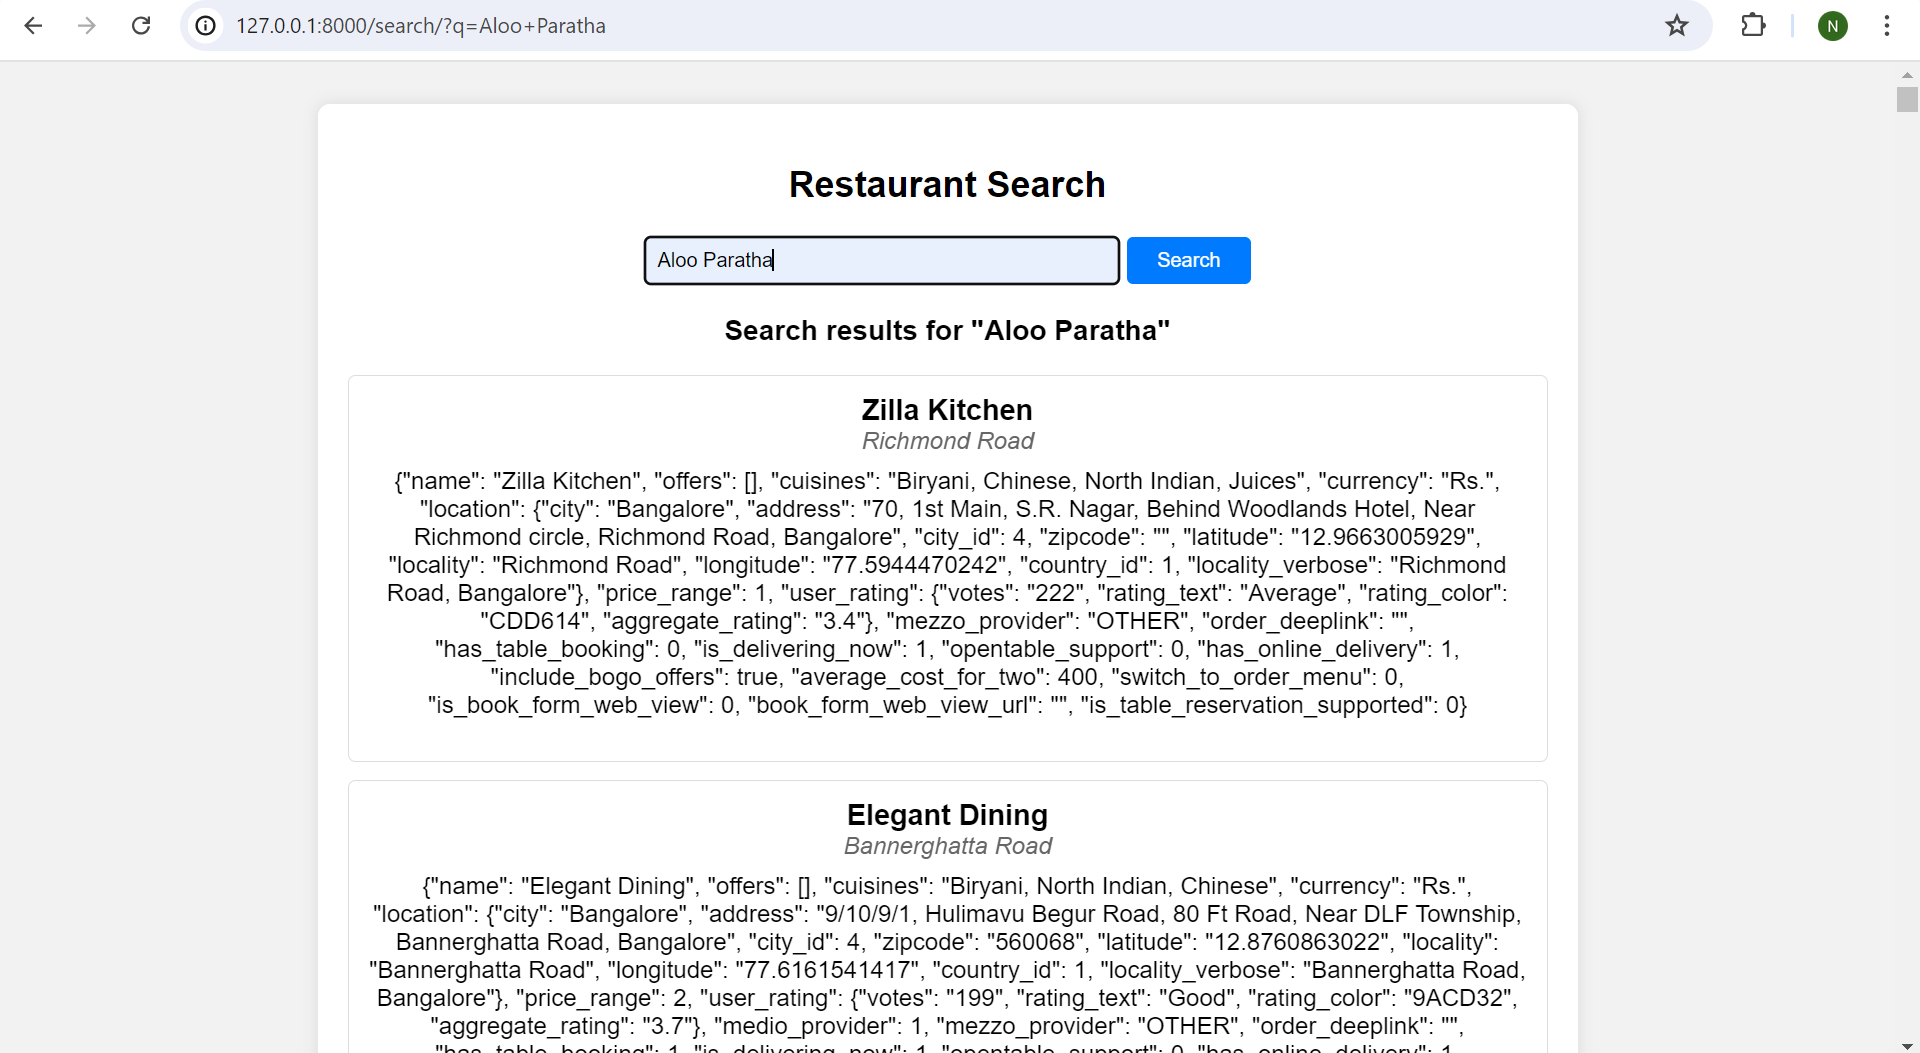 127.0.0.1:8000/search/?q=Aloo+Paratha
N
Restaurant Search
Aloo Paratha
Search
Search results for "Aloo Paratha"
Zilla Kitchen
Richmond Road
{"name": "Zilla Kitchen", "offers": [], "cuisines": "Biryani, Chinese, North Indian, Juices", "currency": "Rs.",
"location": {"city": "Bangalore", "address": "70, 1st Main, S.R. Nagar, Behind Woodlands Hotel, Near
Richmond circle, Richmond Road, Bangalore", "city_id": 4, "zipcode": "", "latitude": "12.9663005929",
"locality": "Richmond Road", "longitude": "77.5944470242", "country_id": 1, "locality_verbose": "Richmond
Road, Bangalore"}, "price_range": 1, "user_rating": {"votes": "222", "rating_text": "Average", "rating_color":
"CDD614", "aggregate_rating": "3.4"}, "mezzo_provider": "OTHER", "order_deeplink": "",
"has_table_booking": 0, "is_delivering_now": 1, "opentable_support": 0, "has_online_delivery": 1,
"include_bogo_offers": true, "average_cost_for_two": 400, "switch_to_order_menu": 0,
"is_book_form_web_view": 0, "book_form_web_view_url": "", "is_table_reservation_supported": 0}
Elegant Dining
Bannerghatta Road
{"name": "Elegant Dining", "offers": [], "cuisines": "Biryani, North Indian, Chinese", "currency": "Rs.",
"location": {"city": "Bangalore", "address": "9/10/9/1, Hulimavu Begur Road, 80 Ft Road, Near DLF Township,
Bannerghatta Road, Bangalore", "city_id": 4, "zipcode": "560068", "latitude": "12.8760863022", "locality":
"Bannerghatta Road", "longitude": "77.6161541417", "country_id": 1, "locality_verbose": "Bannerghatta Road,
Bangalore"}, "price_range": 2, "user_rating": {"votes": "199", "rating_text": "Good", "rating_color": "9ACD32",
"aggregate_rating": "3.7"}, "medio_provider": 1, "mezzo_provider": "OTHER", "order_deeplink": "",
"has_table_booking": 1, "is_delivering_now": 1, "opentable_support": 0, "has_online_delivery": 1,